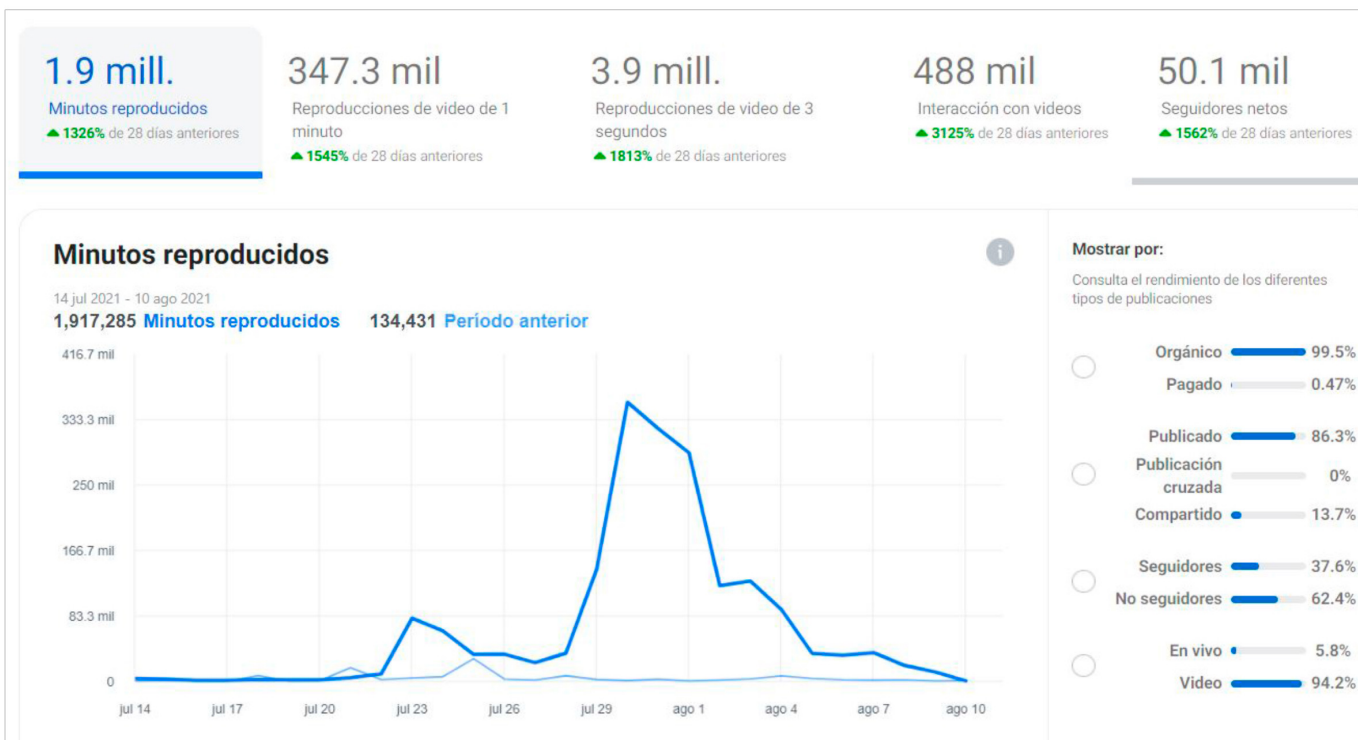 1.9 mill.
Minutos reproducidos
1326% de 28 días anteriores
347.3 mil
Reproducciones de video de 1
minuto
1545% de 28 días anteriores
3.9 mill.
Reproducciones de video de 3
segundos
1813% de 28 días anteriores
488 mil
Interacción con videos
3125% de 28 días anteriores
50.1 mil
Seguidores netos
1562% de 28 días anteriores
Minutos reproducidos
i
14 jul 2021 - 10 ago 2021
1,917,285 Minutos reproducidos 134,431 Período anterior
416.7 mil
333.3 mil
250 mil
166.7 mil
83.3 mil
0
jul 14 jul 17 jul 20 jul 23 jul 26 jul 29 ago 1 ago 4 ago 7 ago 10
Mostrar por:
Consulta el rendimiento de los diferentes
tipos de publicaciones
Orgánico 99.5%
Pagado 0.47%
Publicado 86.3%
Publicación
cruzada 0%
Compartido 13.7%
Seguidores 37.6%
No seguidores 62.4%
En vivo 5.8%
Video 94.2%